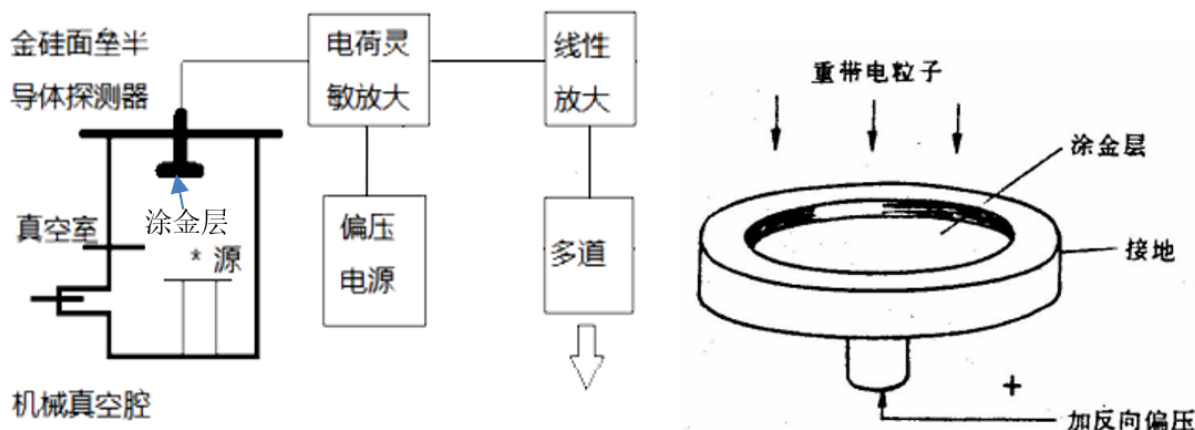 金硅面垒半
导体探测器
电荷灵
敏放大
线性
放大
涂金层
真空室
* 源
偏压
电源
多道
机械真空腔
重带电粒子
涂金层
接地
+
加反向偏压